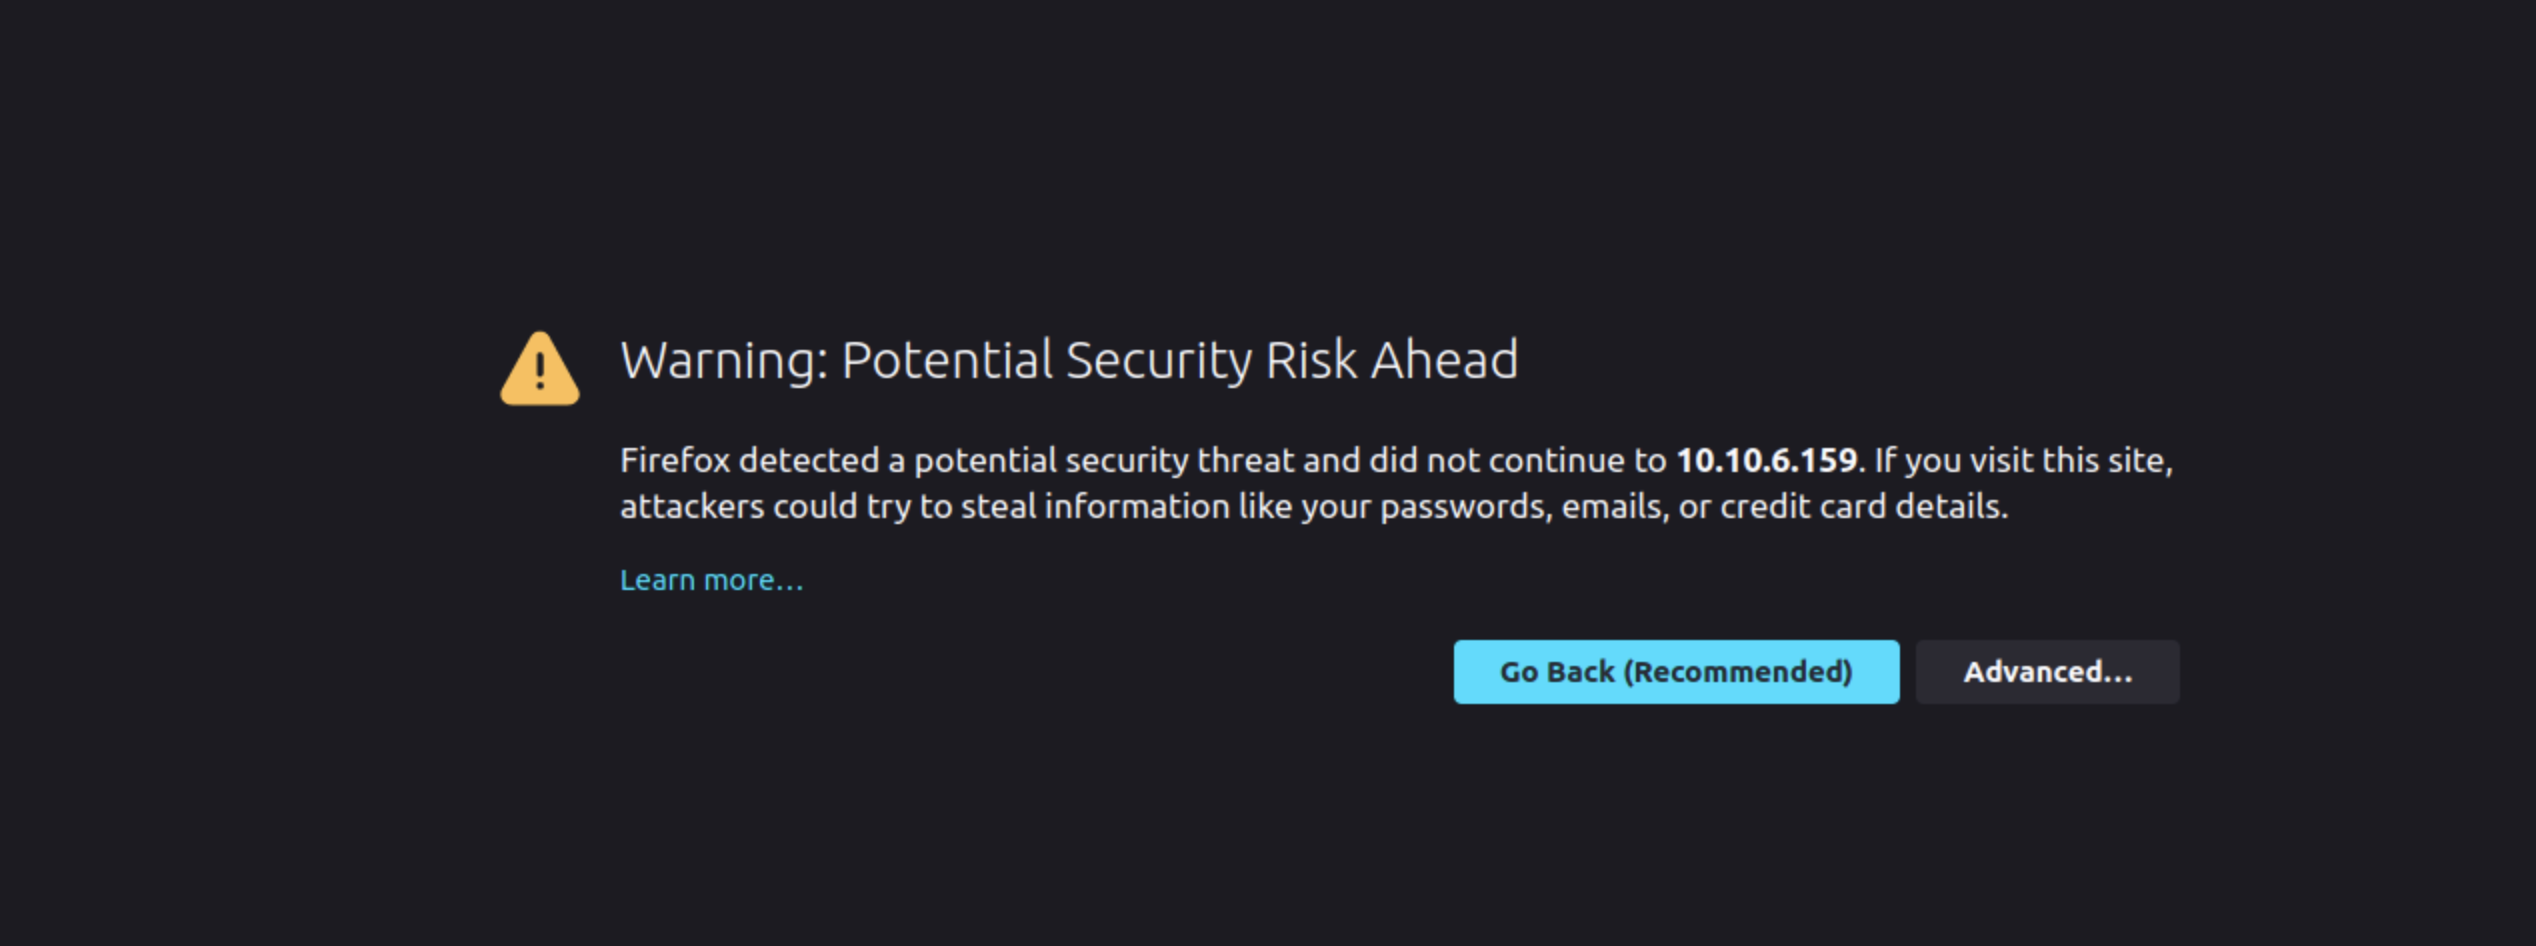 Warning: Potential Security Risk Ahead
Firefox detected a potential security threat and did not continue to 10.10.6.159. If you visit this site,
attackers could try to steal information like your passwords, emails, or credit card details.
Learn more…
Go Back (Recommended)
Advanced…